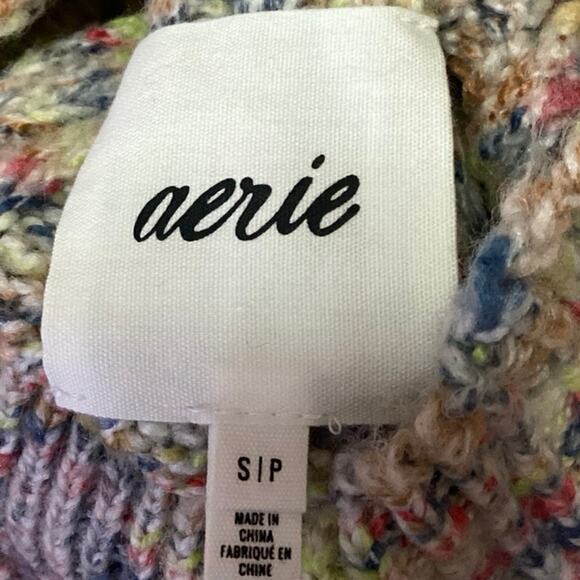 aerie
S|P
MADE IN
CHINA
FABRIQUÉ EN
CHINE